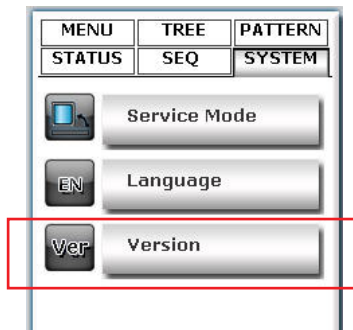 MENU TREE PATTERN
STATUS SEQ SYSTEM
Service Mode
EN Language
Ver Version